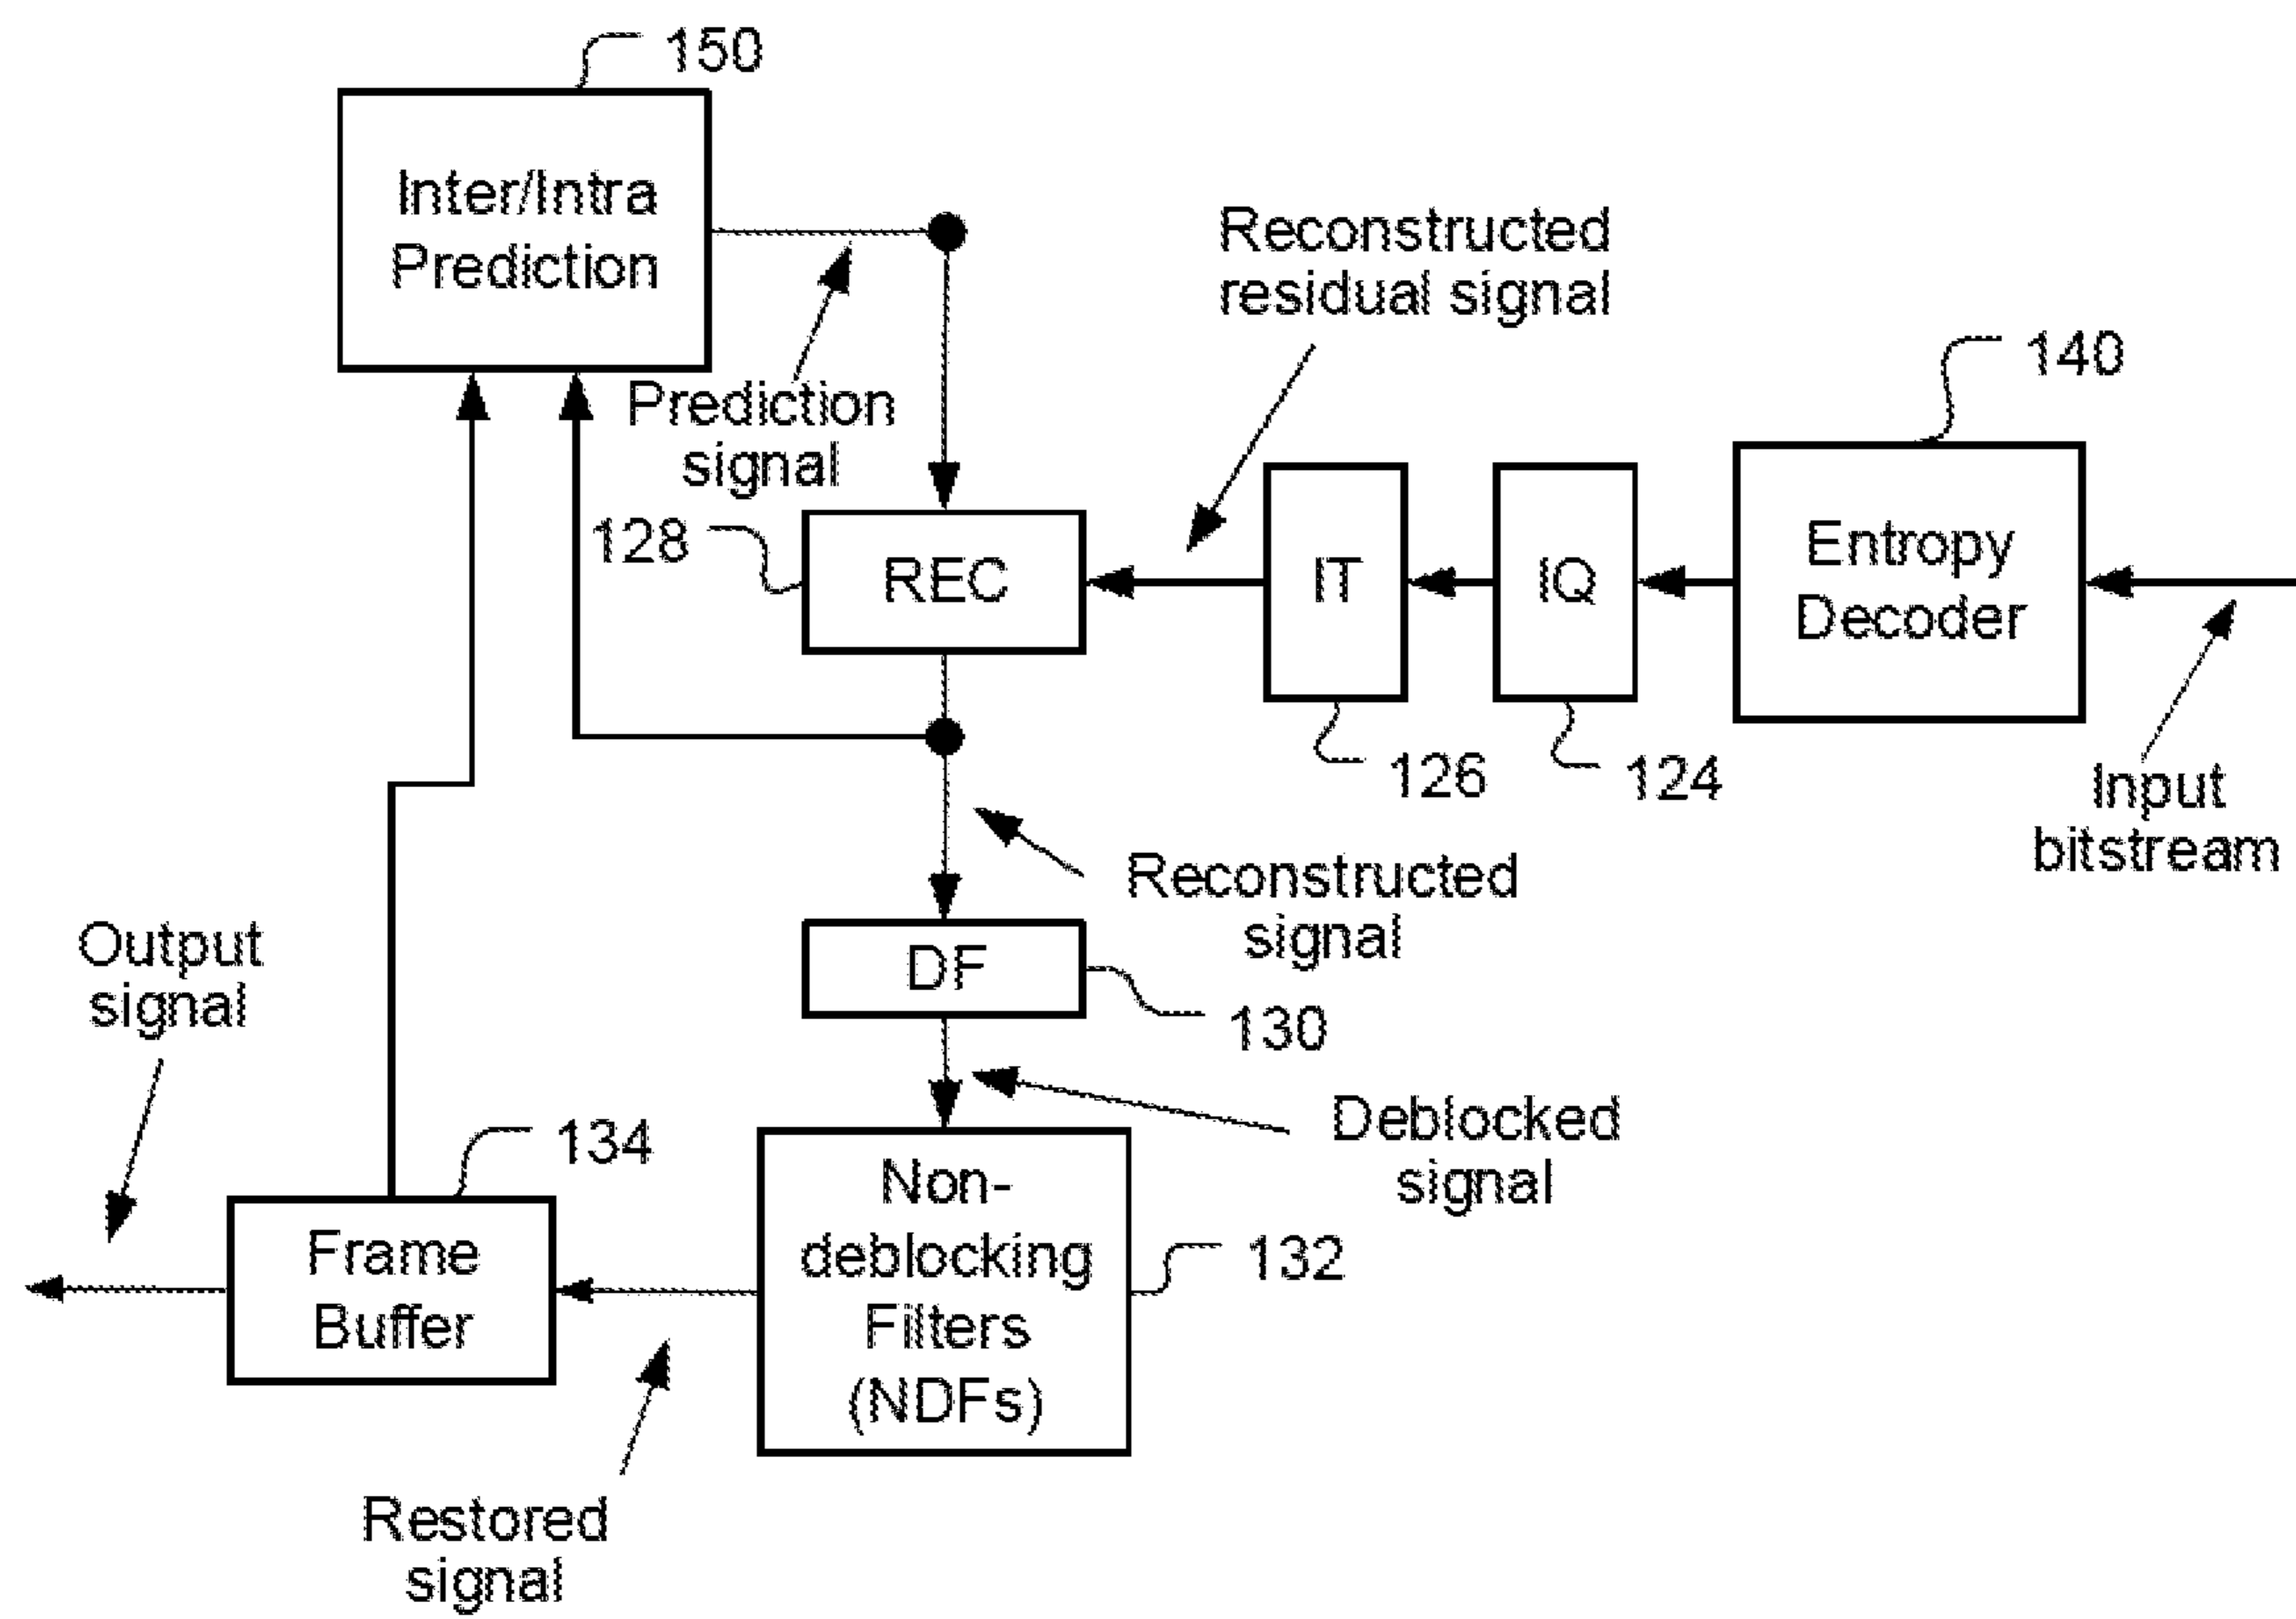 150
Inter/Intra
Prediction
Prediction
signal
Reconstructed
residual signal
140
128
REC
IT
IQ
Entropy
Decoder
126
124
Input
bitstream
Reconstructed
signal
DF
130
Output
signal
Deblocked
signal
134
Frame
Buffer
Non-
deblocking
Filters
(NDFs)
132
Restored
signal